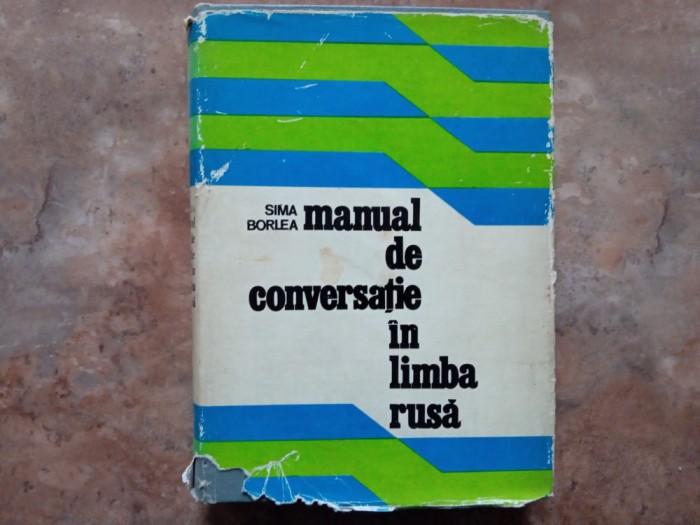 SIMA
BORLEA
manual
de
conversație
în
limba
rusă